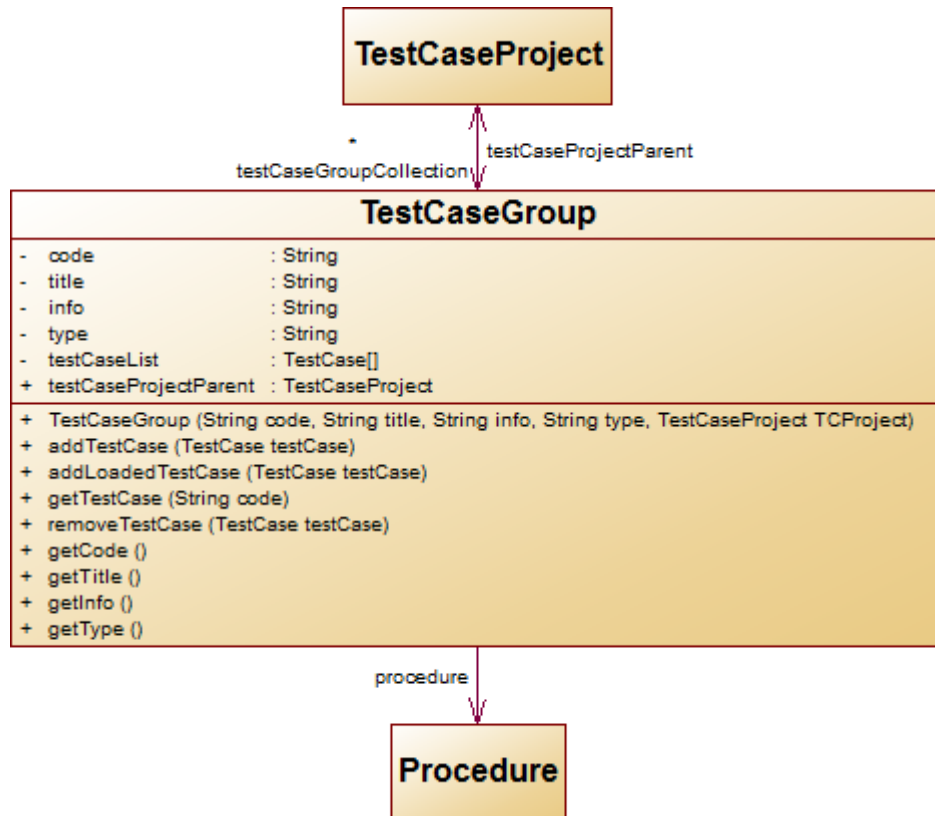 TestCaseProject
*
testCaseProjectParent
testCaseGroupCollection
TestCaseGroup
- code : String
- title : String
- info : String
- type : String
- testCaseList : TestCase[]
+ testCaseProjectParent : TestCaseProject
+ TestCaseGroup (String code, String title, String info, String type, TestCaseProject TCProject)
+ addTestCase (TestCase testCase)
+ addLoadedTestCase (TestCase testCase)
+ getTestCase (String code)
+ removeTestCase (TestCase testCase)
+ getCode ()
+ getTitle ()
+ getInfo ()
+ getType ()
procedure
Procedure